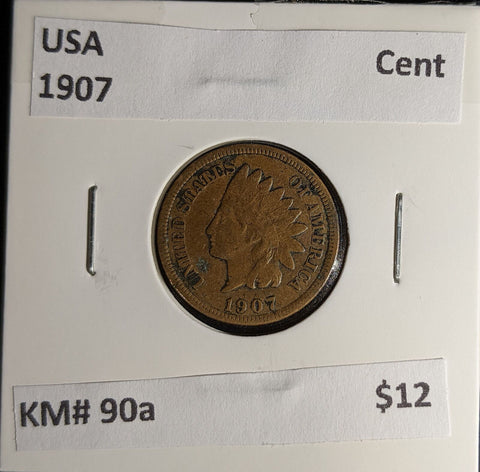 USA Cent
1907
UNITED STATES OF AMERICA
1907
KM# 90a $12